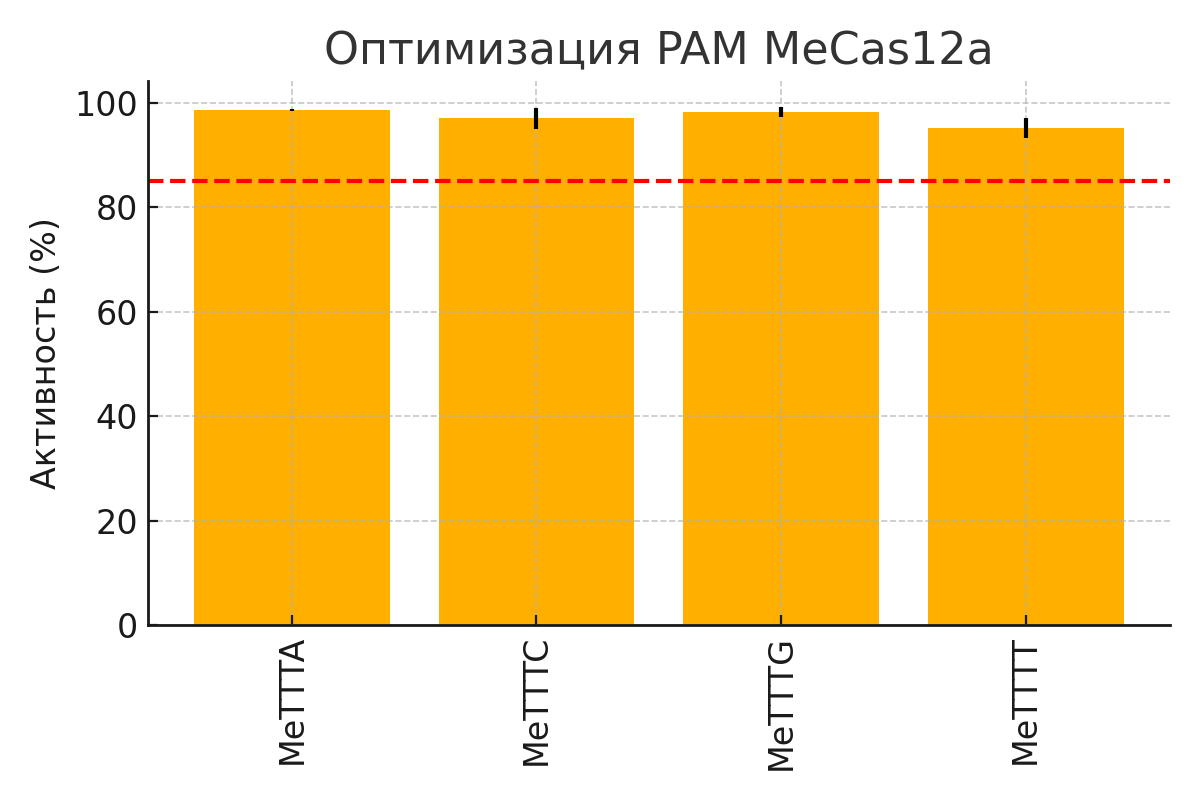 Оптимизация PAM MeCas12a
Активность (%)
100
80
60
40
20
0
MeTTTA
MeTTTC
MeTTTG
MeTTTT